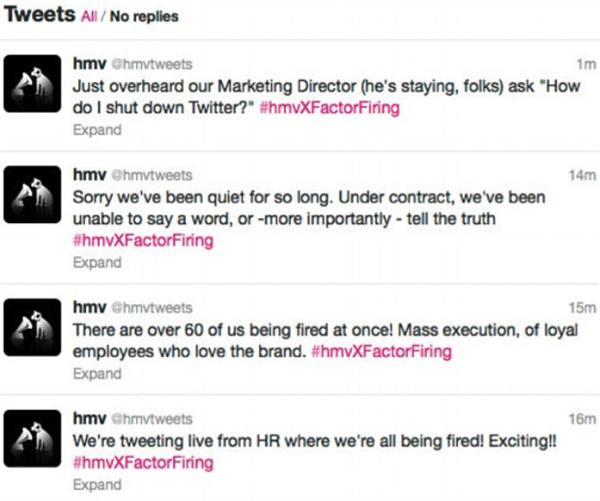 Tweets All / No replies
hmv @hmvtweets 1m
Just overheard our Marketing Director (he's staying, folks) ask "How
do I shut down Twitter?" #hmvXFactorFiring
Expand
hmv @hmvtweets 14m
Sorry we've been quiet for so long. Under contract, we've been
unable to say a word, or -more importantly - tell the truth
#hmvXFactorFiring
Expand
hmv @hmvtweets 15m
There are over 60 of us being fired at once! Mass execution, of loyal
employees who love the brand. #hmvXFactorFiring
Expand
hmv @hmvtweets 16m
We're tweeting live from HR where we're all being fired! Exciting!!
#hmvXFactorFiring
Expand